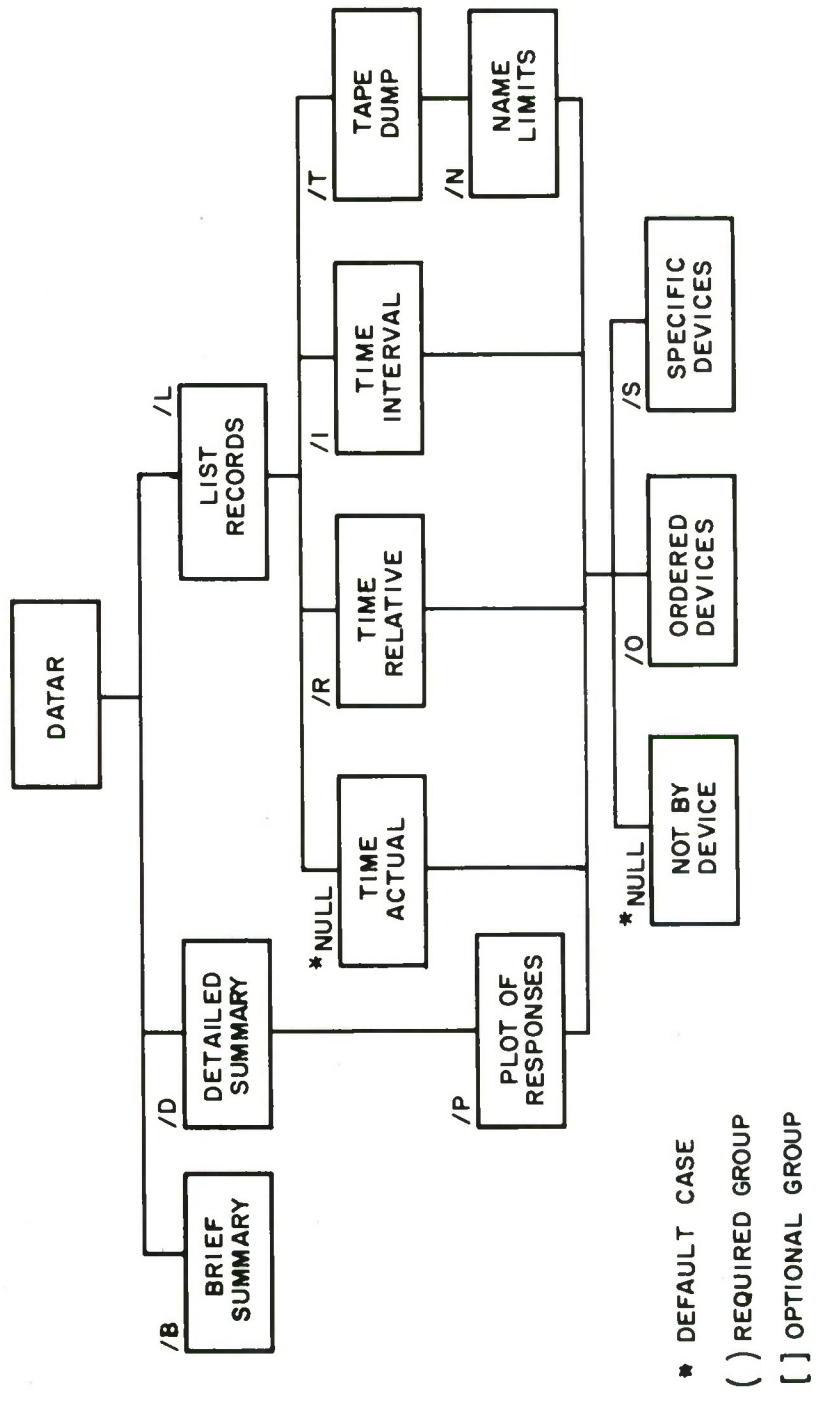 DATAR
/B
BRIEF
SUMMARY
/D
DETAILED
SUMMARY
/L
LIST
RECORDS
*NULL
TIME
ACTUAL
/R
TIME
RELATIVE
/I
TIME
INTERVAL
/T
TAPE
DUMP
/P
PLOT OF
RESPONSES
/N
NAME
LIMITS
*NULL
NOT BY
DEVICE
/O
ORDERED
DEVICES
/S
SPECIFIC
DEVICES
* DEFAULT CASE
( ) REQUIRED GROUP
[ ] OPTIONAL GROUP